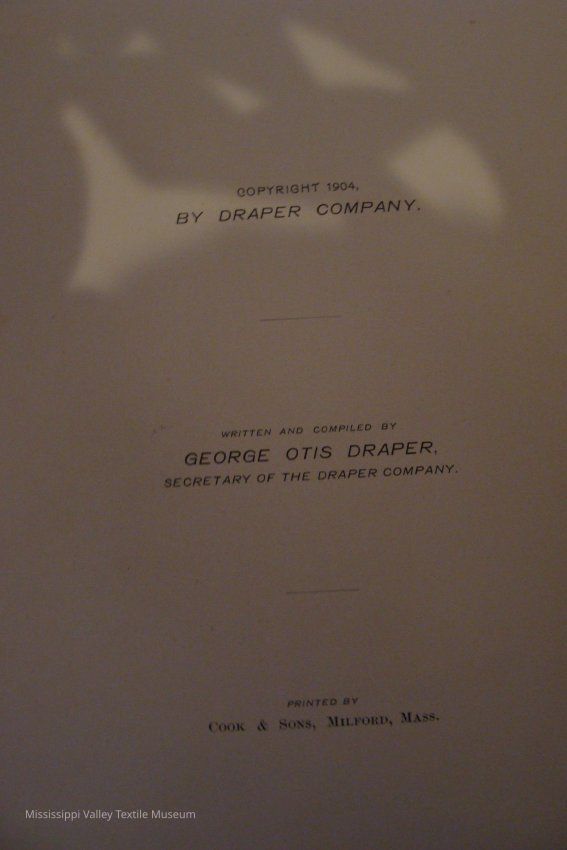 COPYRIGHT 1904,
BY DRAPER COMPANY.
WRITTEN AND COMPILED BY
GEORGE OTIS DRAPER,
SECRETARY OF THE DRAPER COMPANY.
PRINTED BY
COOK & SONS, MILFORD, MASS.
Mississippi Valley Textile Museum